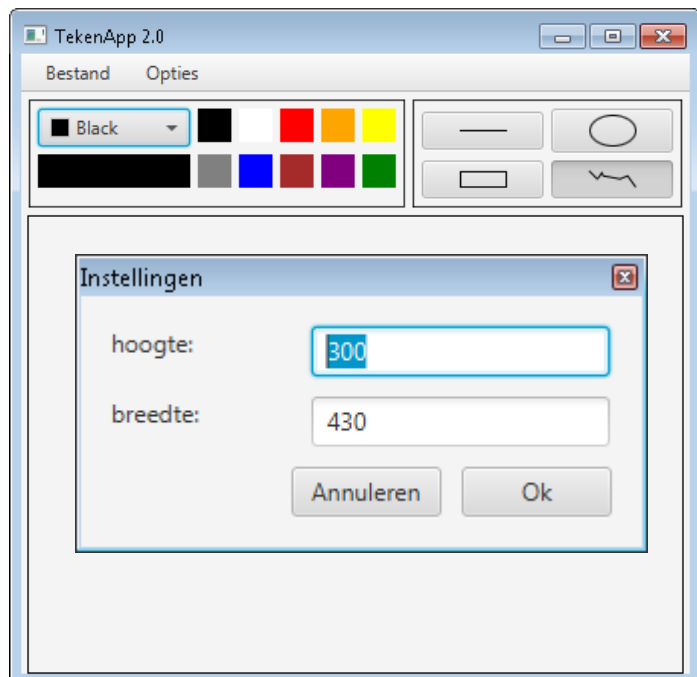 TekenApp 2.0
Bestand Opties
Black
Instellingen
hoogte: 300
breedte: 430
Annuleren Ok